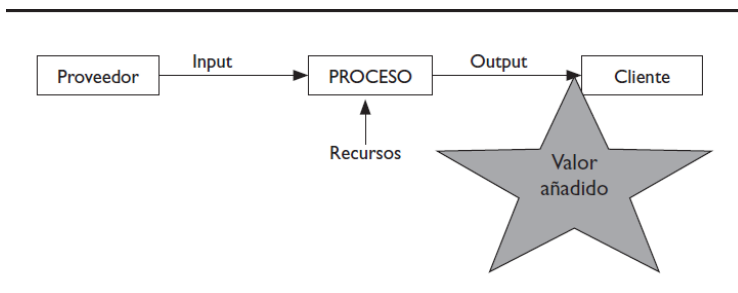 Proveedor
Input
PROCESO
Output
Cliente
Recursos
Valor
añadido